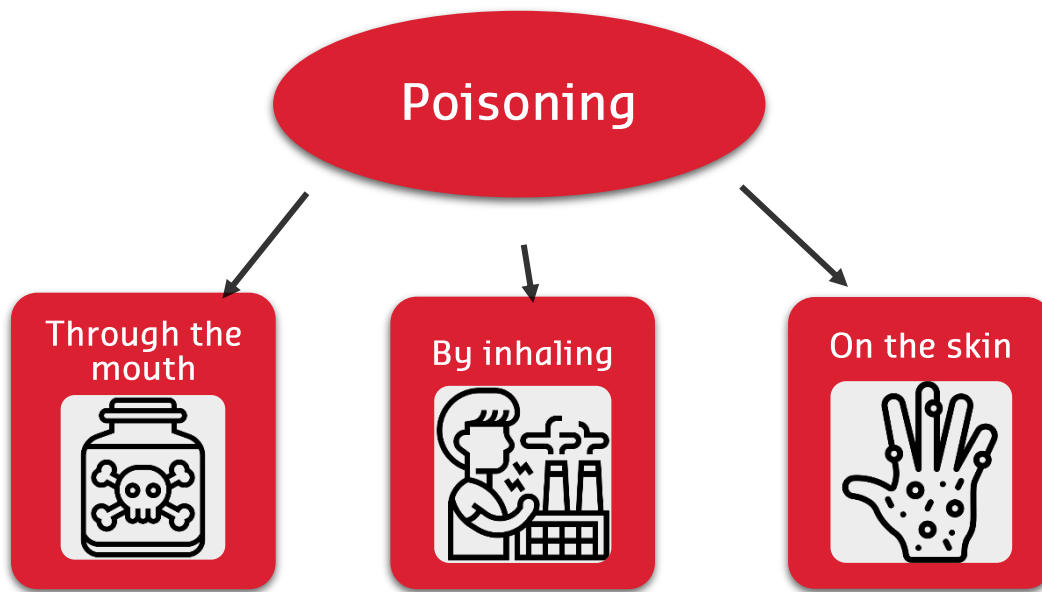 Poisoning
Through the
mouth
By inhaling
On the skin